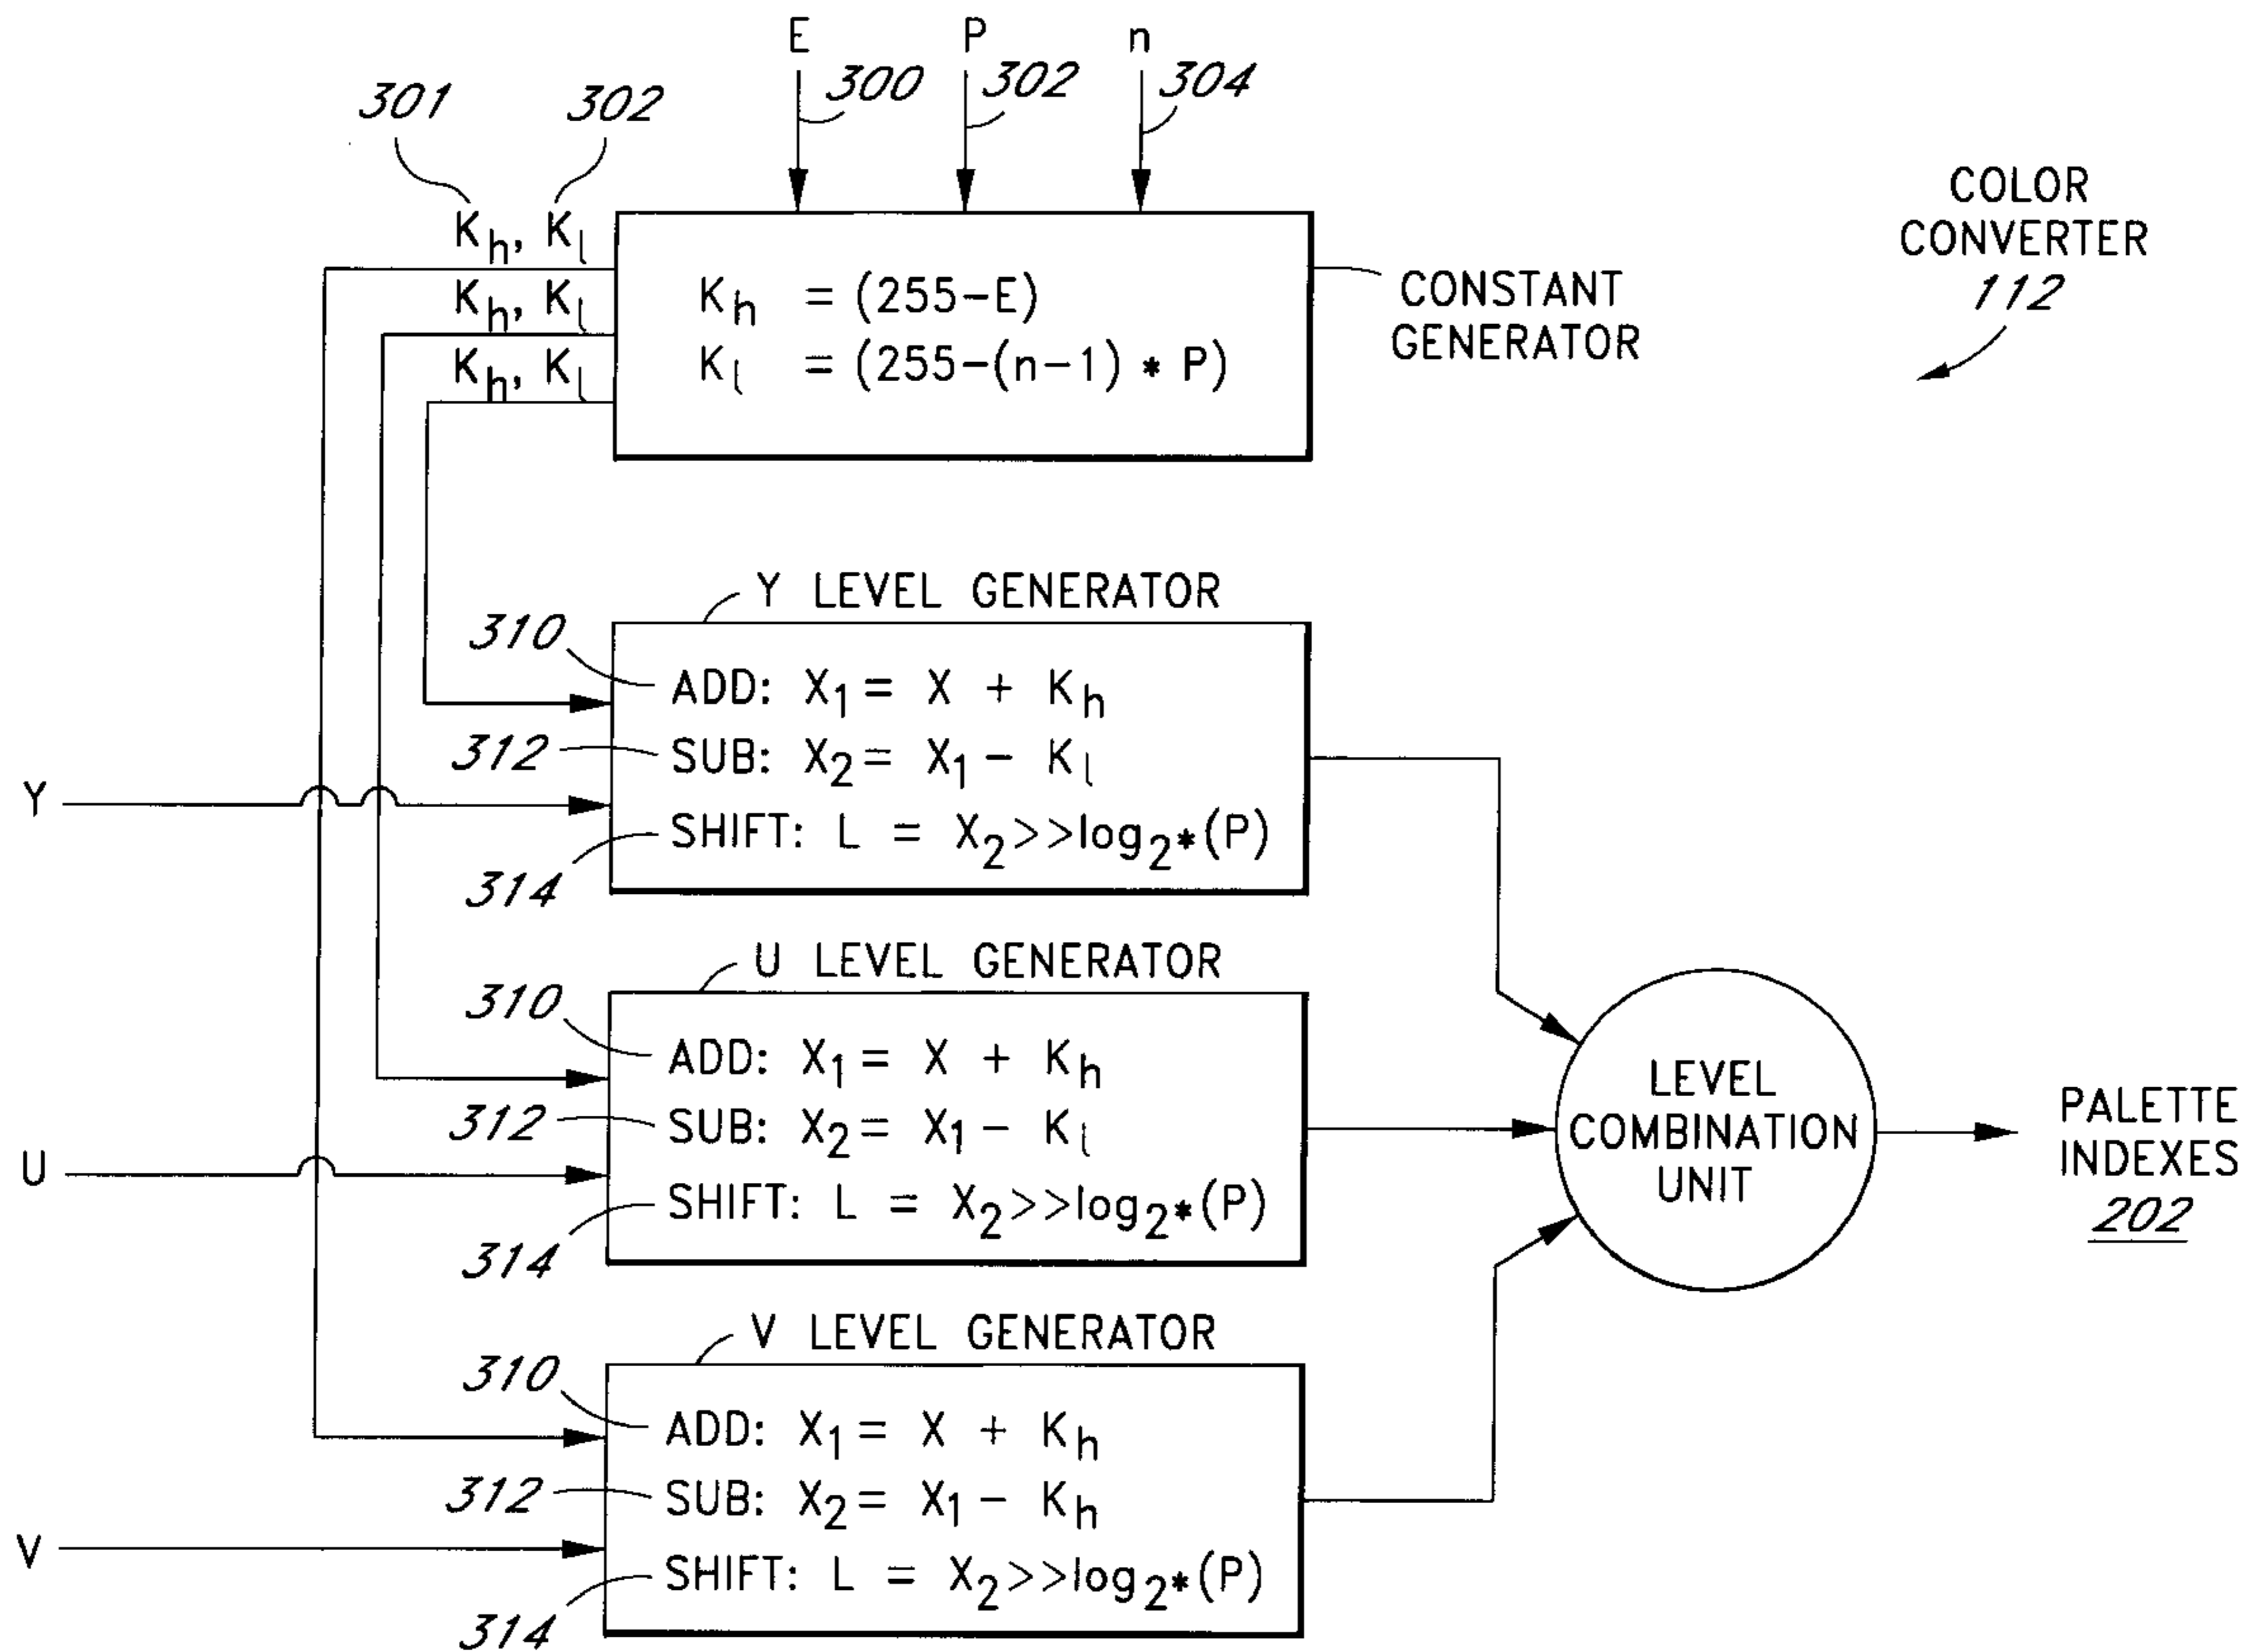 E P n
300 302 304
301 302
COLOR
CONVERTER
112
Kh, Kl
Kh, Kl
Kh, Kl
Kh = (255-E)
Kl = (255-(n-1) * P)
CONSTANT
GENERATOR
Y LEVEL GENERATOR
310
ADD: X1 = X + Kh
312
SUB: X2 = X1 - Kl
Y
SHIFT: L = X2>>log2*(P)
314
U LEVEL GENERATOR
310
ADD: X1 = X + Kh
312
SUB: X2 = X1 - Kl
U
SHIFT: L = X2>>log2*(P)
314
LEVEL
COMBINATION
UNIT
PALETTE
INDEXES
202
V LEVEL GENERATOR
310
ADD: X1 = X + Kh
312
SUB: X2 = X1 - Kh
V
SHIFT: L = X2>>log2*(P)
314